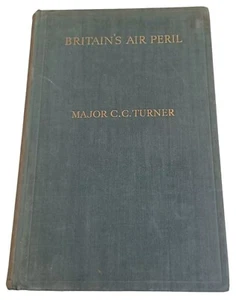 BRITAIN'S AIR PERIL
MAJOR C.C. TURNER